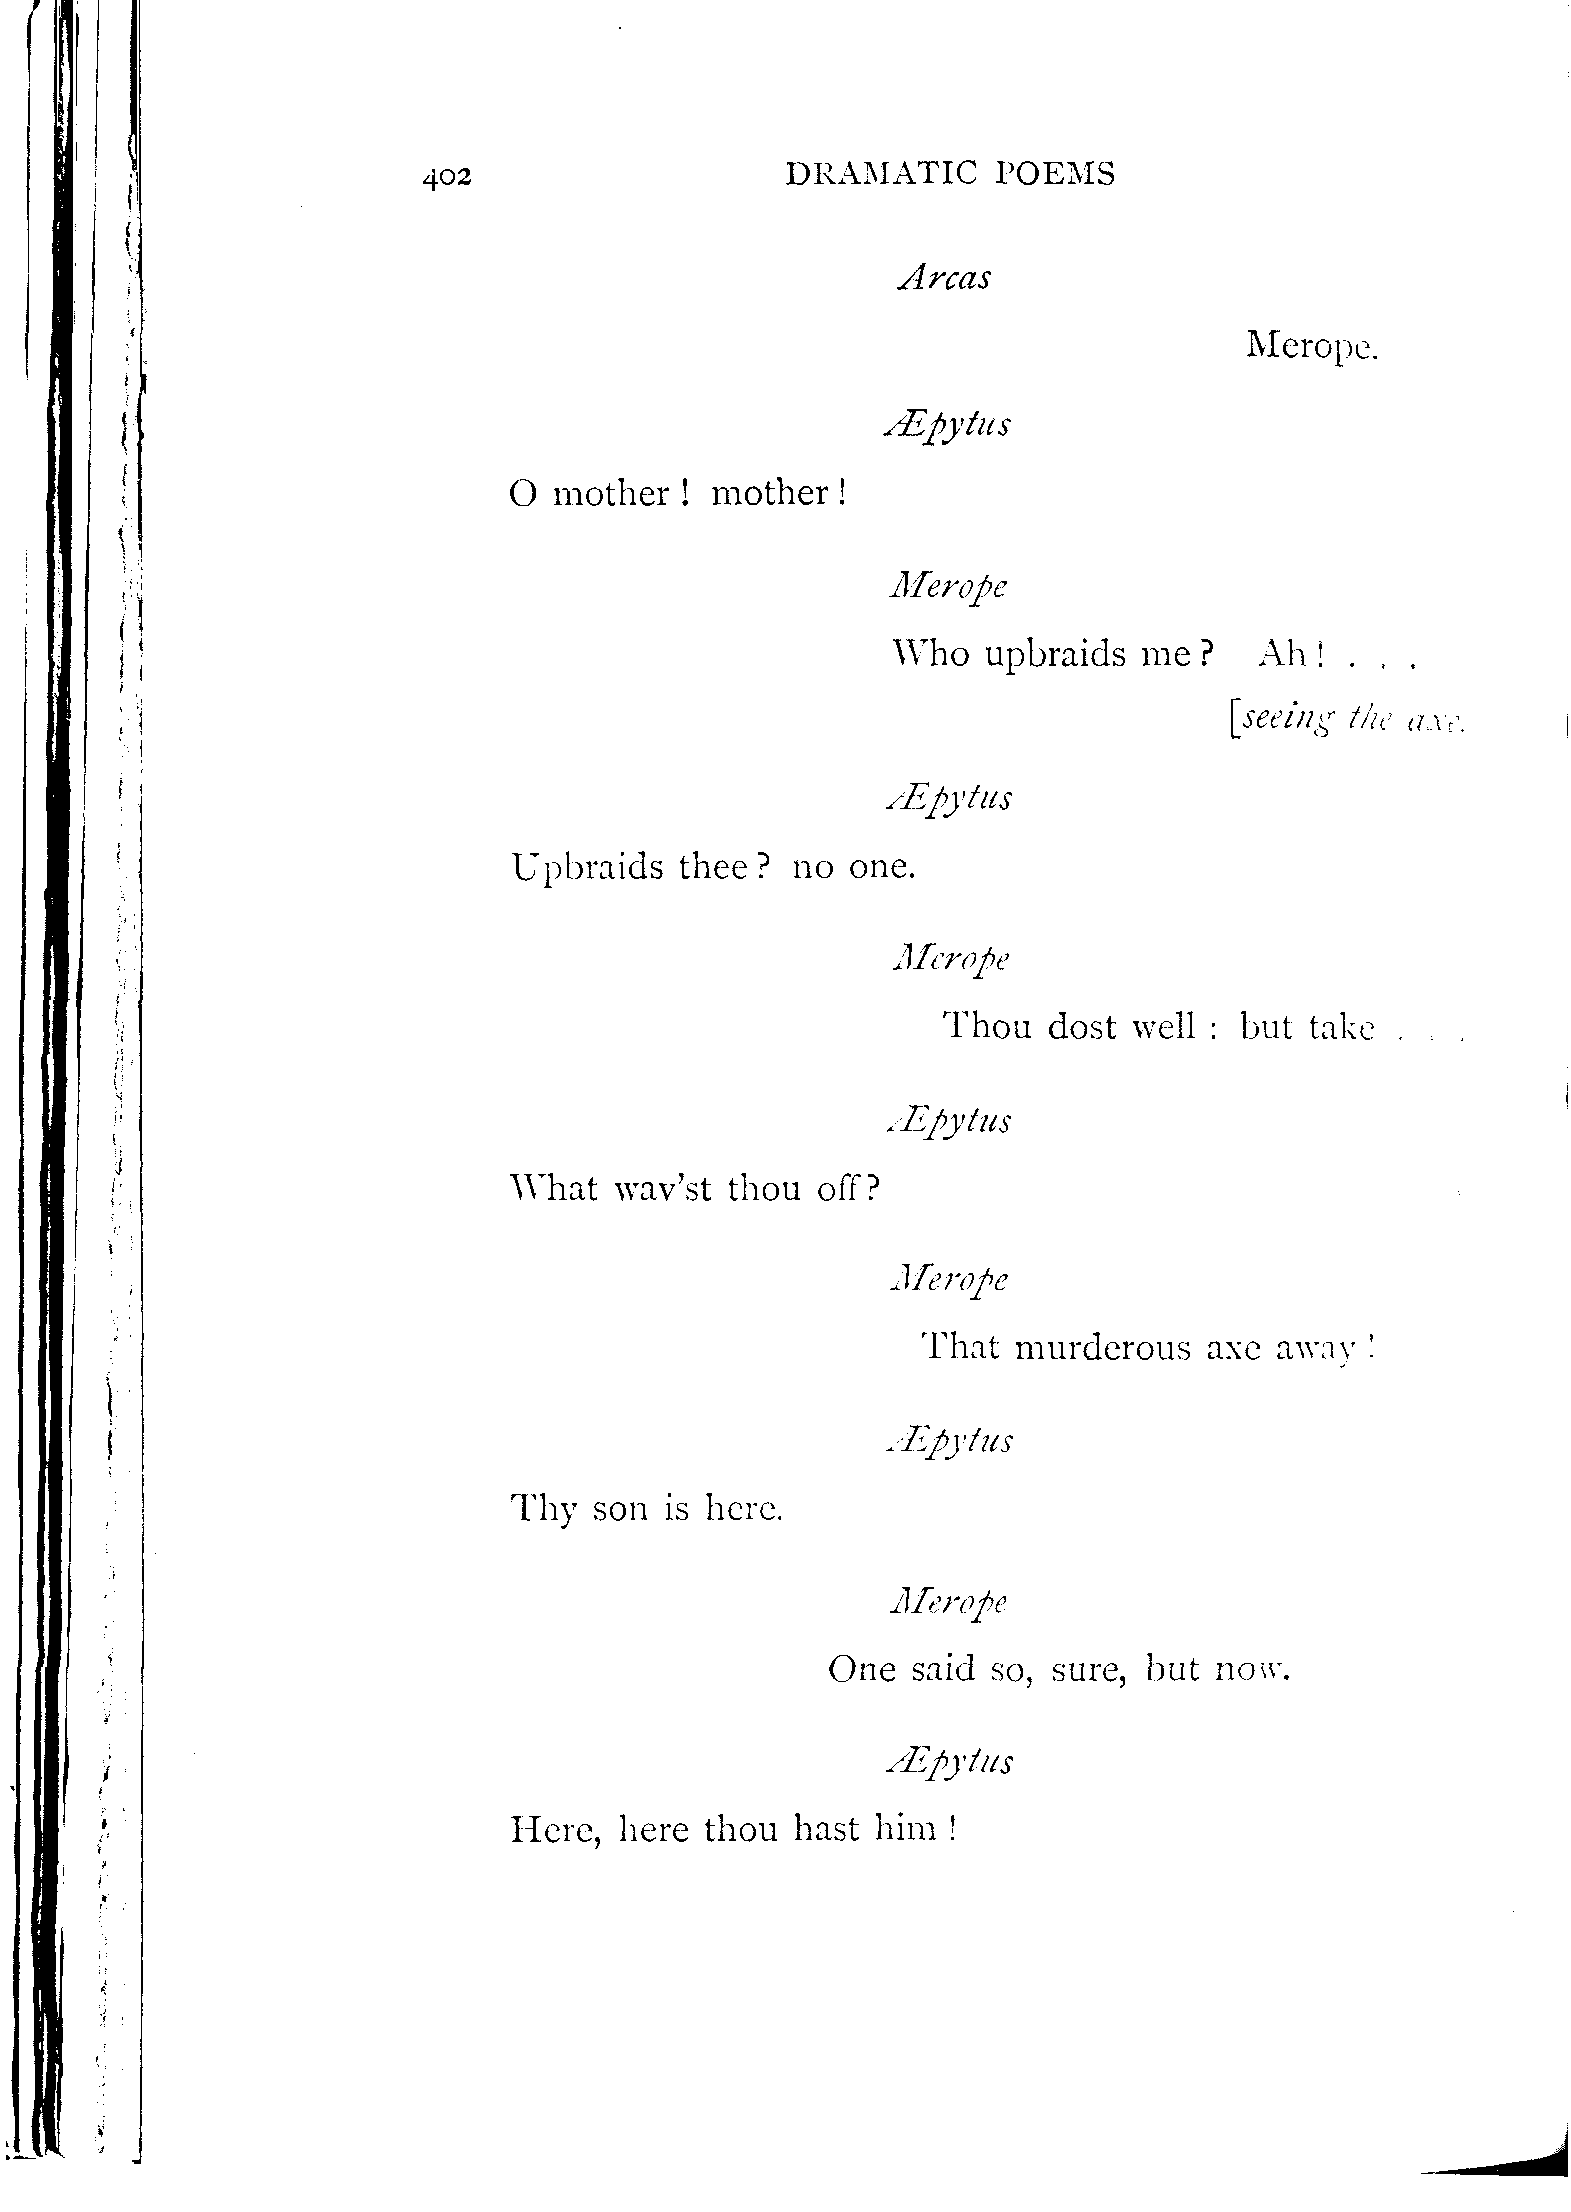 402 DRAMATIC POEMS
Arcas
Merope.
Æpytus
O mother! mother!
Merope
Who upbraids me? Ah! . . .
[seeing the axe.
Æpytus
Upbraids thee? no one.
Merope
Thou dost well: but take . . .
Æpytus
What wav'st thou off?
Merope
That murderous axe away!
Æpytus
Thy son is here.
Merope
One said so, sure, but now.
Æpytus
Here, here thou hast him!